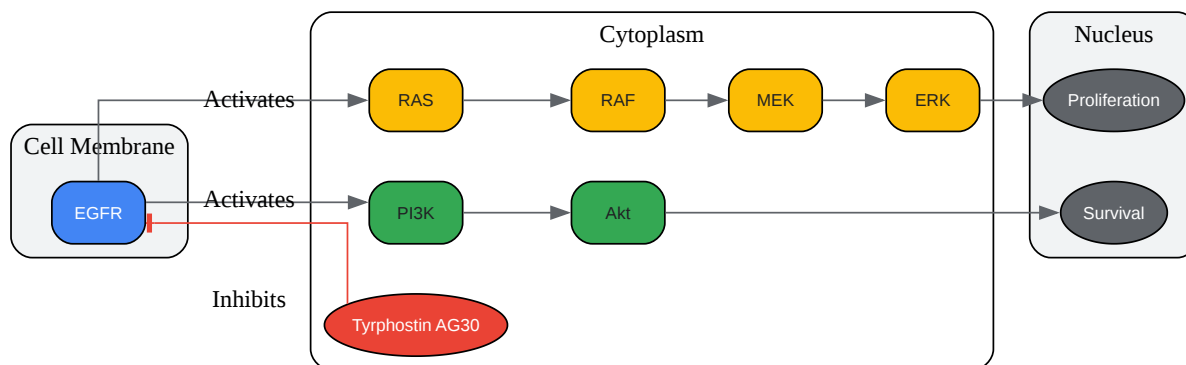 Cytoplasm
Nucleus
Activates
RAS
RAF
MEK
ERK
Proliferation
Cell Membrane
EGFR
Activates
PI3K
Akt
Survival
Inhibits
Tyrphostin AG30